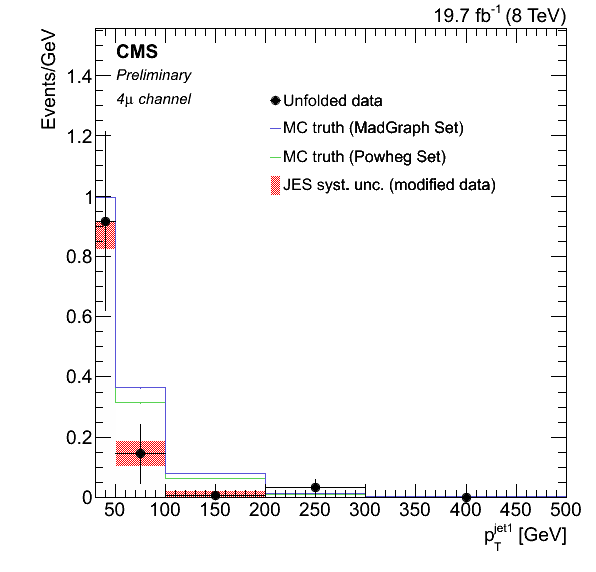 19.7 fb⁻¹ (8 TeV)
Events/GeV
CMS
Preliminary
4μ channel
Unfolded data
MC truth (MadGraph Set)
MC truth (Powheg Set)
JES syst. unc. (modified data)
1.4
1.2
1
0.8
0.6
0.4
0.2
0
50 100 150 200 250 300 350 400 450 500
p_T^jet1 [GeV]